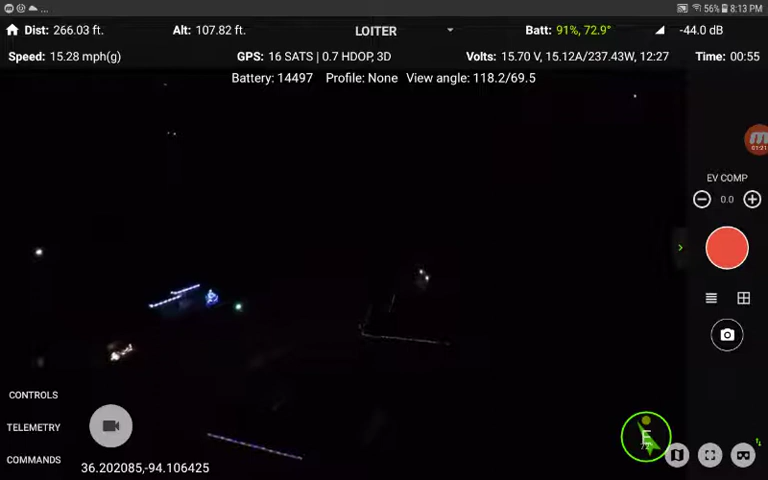 56% 8:13 PM
Dist: 266.03 ft. Alt: 107.82 ft. LOITER Batt: 91%, 72.9° -44.0 dB
Speed: 15.28 mph(g) GPS: 16 SATS | 0.7 HDOP, 3D Volts: 15.70 V, 15.12A/237.43W, 12:27 Time: 00:55
Battery: 14497 Profile: None View angle: 118.2/69.5
01:21
EV COMP
0.0
CONTROLS
TELEMETRY
COMMANDS
36.202085,-94.106425
E